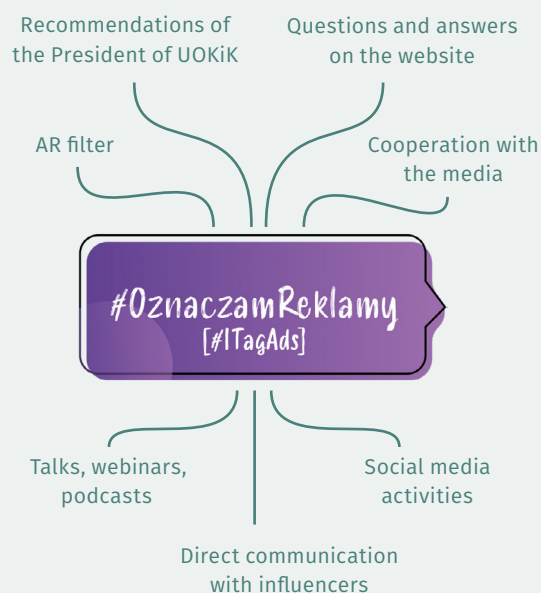 Recommendations of
the President of UOKiK
Questions and answers
on the website
AR filter
Cooperation with
the media
#OznaczamReklamy
[#ITagAds]
Talks, webinars,
podcasts
Social media
activities
Direct communication
with influencers